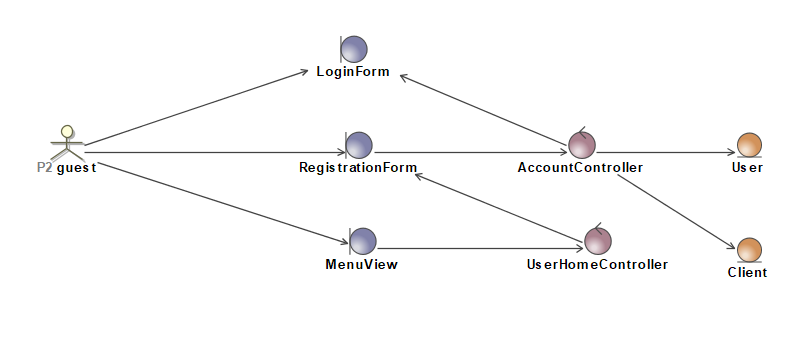 LoginForm
P2 guest
RegistrationForm
AccountController
User
MenuView
UserHomeController
Client